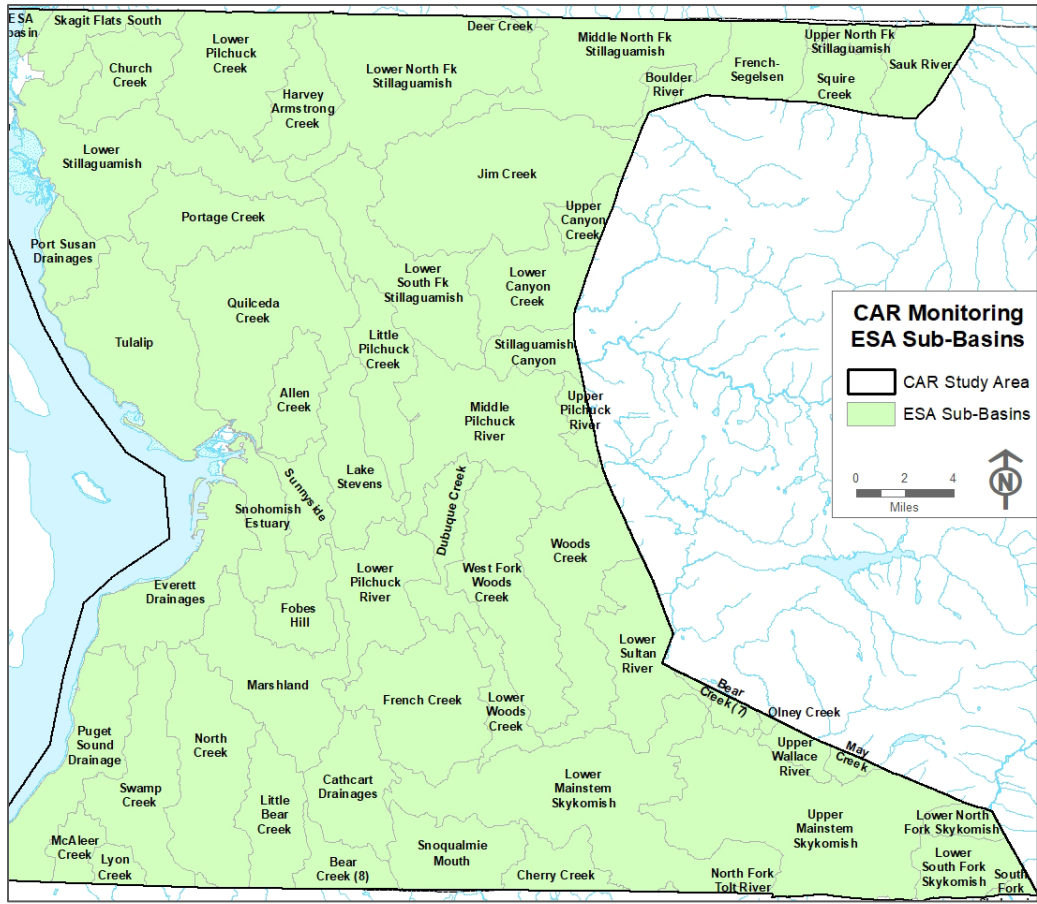 ESA
basin
Skagit Flats South
Deer Creek
Lower
Pilchuck
Creek
Middle North Fk
Stillaguamish
Upper North Fk
Stillaguamish
Church
Creek
Lower North Fk
Stillaguamish
Boulder
River
French-
Segelsen
Squire
Creek
Sauk River
Harvey
Armstrong
Creek
Lower
Stillaguamish
Jim Creek
Portage Creek
Upper
Canyon
Creek
Port Susan
Drainages
Lower
South Fk
Stillaguamish
Lower
Canyon
Creek
Quilceda
Creek
Tulalip
Little
Pilchuck
Creek
Stillaguamish
Canyon
Allen
Creek
Middle
Pilchuck
River
Upper
Pilchuck
River
CAR Monitoring
ESA Sub-Basins
CAR Study Area
ESA Sub-Basins
0 2 4
Miles
N
Lake
Stevens
Sunnyside
Snohomish
Estuary
Dubuque Creek
Woods
Creek
Everett
Drainages
Lower
Pilchuck
River
West Fork
Woods
Creek
Fobes
Hill
Lower
Sultan
River
Marshland
French Creek
Lower
Woods
Creek
Bear
Creek (7)
Olney Creek
Puget
Sound
Drainage
North
Creek
Upper
Wallace
River
May
Creek
Swamp
Creek
Cathcart
Drainages
Lower
Mainstem
Skykomish
Little
Bear
Creek
Upper
Mainstem
Skykomish
Lower North
Fork Skykomish
McAleer
Creek
Lyon
Creek
Bear
Creek (8)
Snoqualmie
Mouth
Cherry Creek
North Fork
Tolt River
Lower
South Fork
Skykomish
South
Fork